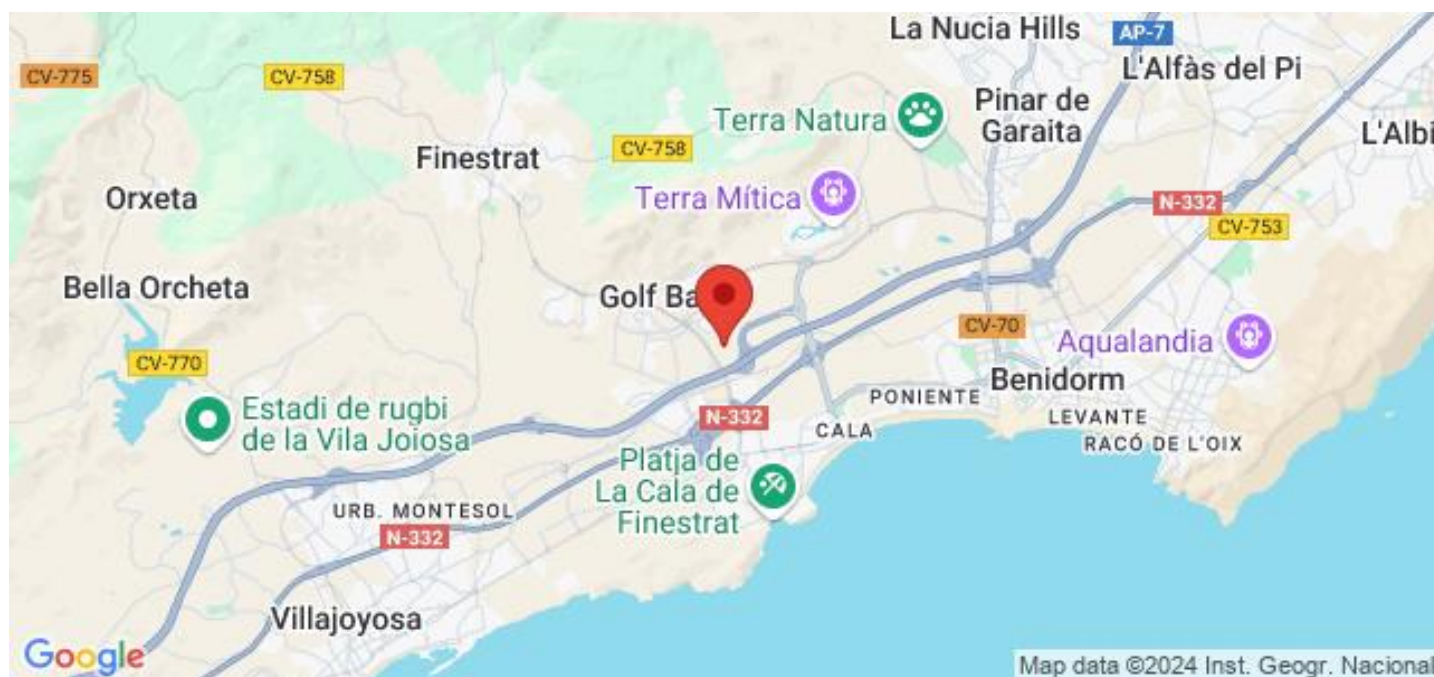 La Nucia Hills
AP-7
CV-775
CV-758
L'Alfàs del Pi
Terra Natura
Pinar de
Garaita
Finestrat
CV-758
L'Albi
Orxeta
Terra Mítica
N-332
CV-753
Bella Orcheta
Golf Ba
CV-70
Aqualandia
CV-770
Benidorm
PONIENTE
Estadi de rugbi
de la Vila Joiosa
N-332
CALA
LEVANTE
RACÓ DE L'OIX
Platja de
La Cala de
Finestrat
URB. MONTESOL
N-332
Villajoyosa
Google
Map data ©2024 Inst. Geogr. Nacional